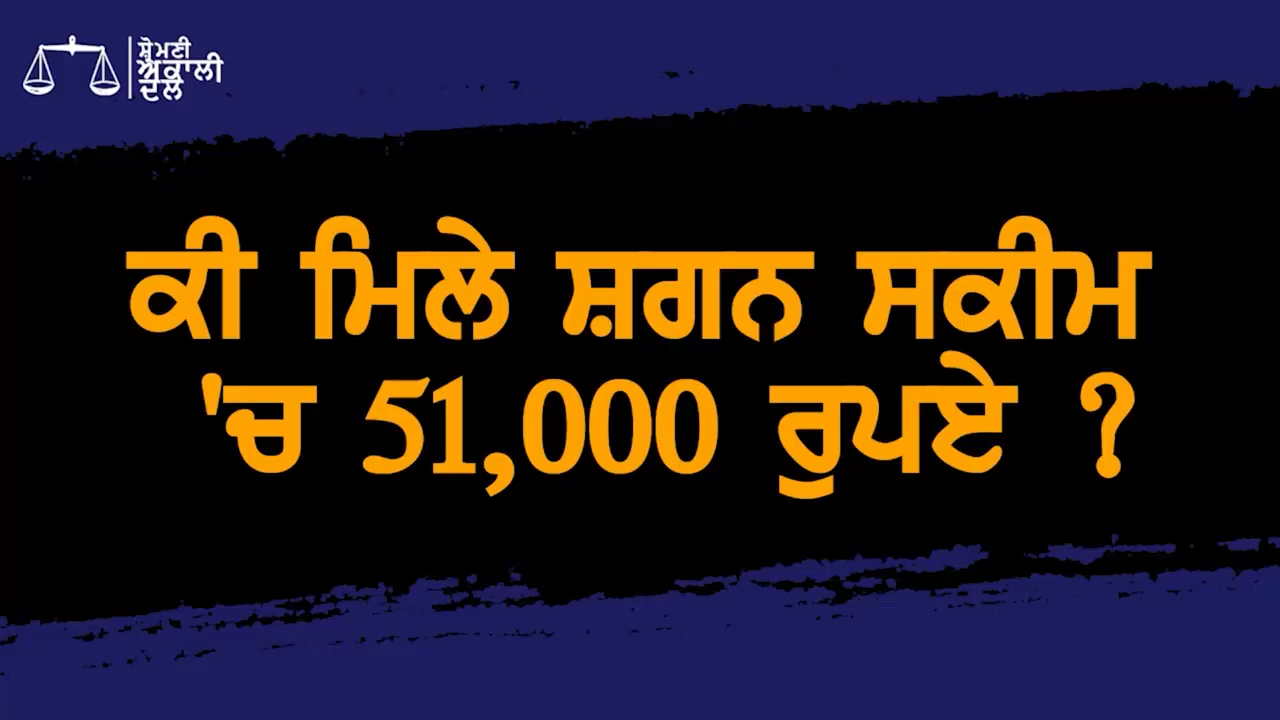 ਸ਼੍ਰੋਮਣੀ
ਅਕਾਲੀ
ਦਲ
ਕੀ ਮਿਲੇ ਸ਼ਗਨ ਸਕੀਮ
'ਚ 51,000 ਰੁਪਏ ?